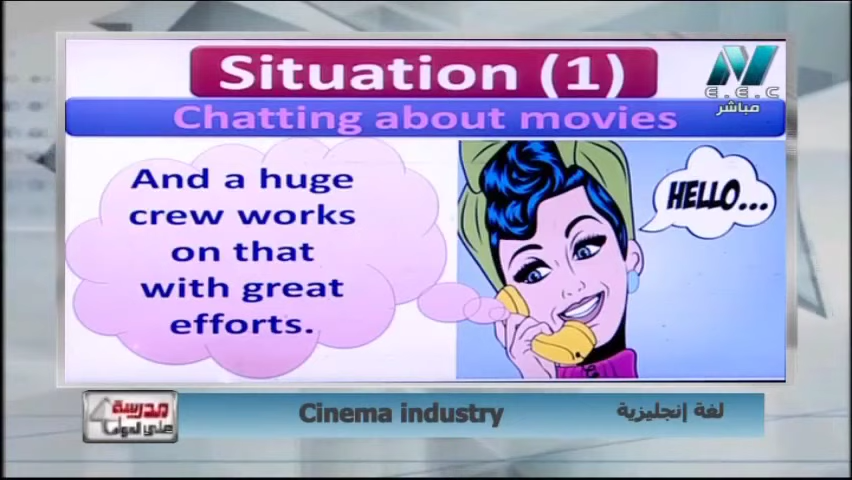 Situation (1)
E.E.C
مباشر
Chatting about movies
And a huge
crew works
on that
with great
efforts.
HELLO...
مدرسة
على الهواء
Cinema industry
لغة إنجليزية